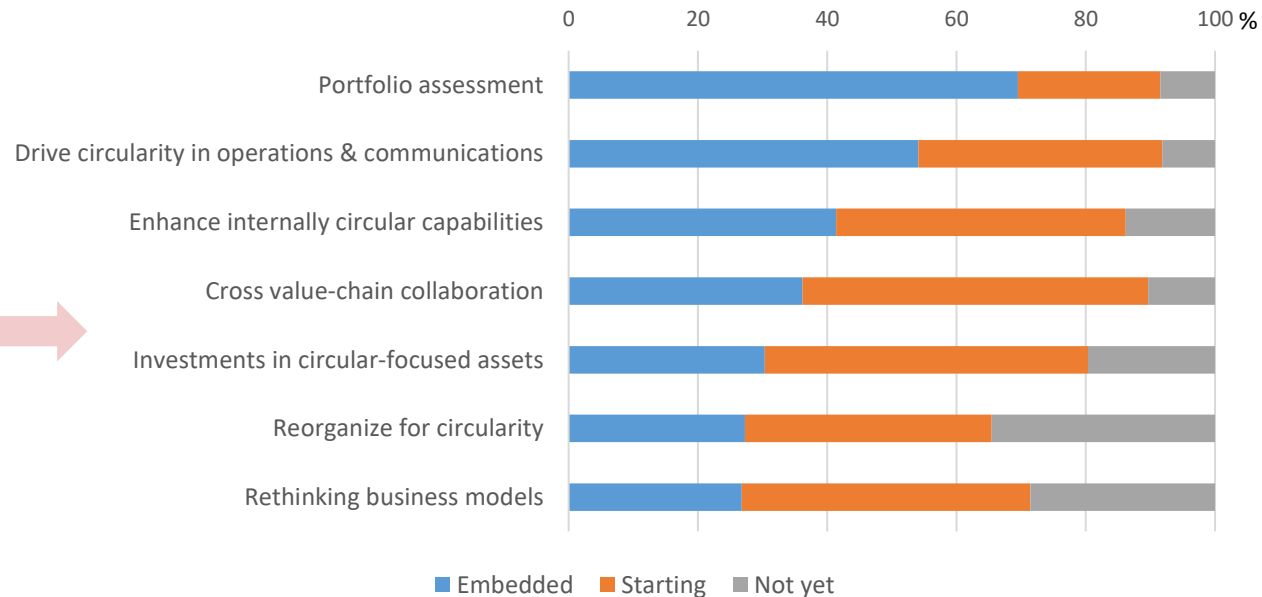 0 20 40 60 80 100 %
Portfolio assessment
Drive circularity in operations & communications
Enhance internally circular capabilities
Cross value-chain collaboration
Investments in circular-focused assets
Reorganize for circularity
Rethinking business models
Embedded Starting Not yet